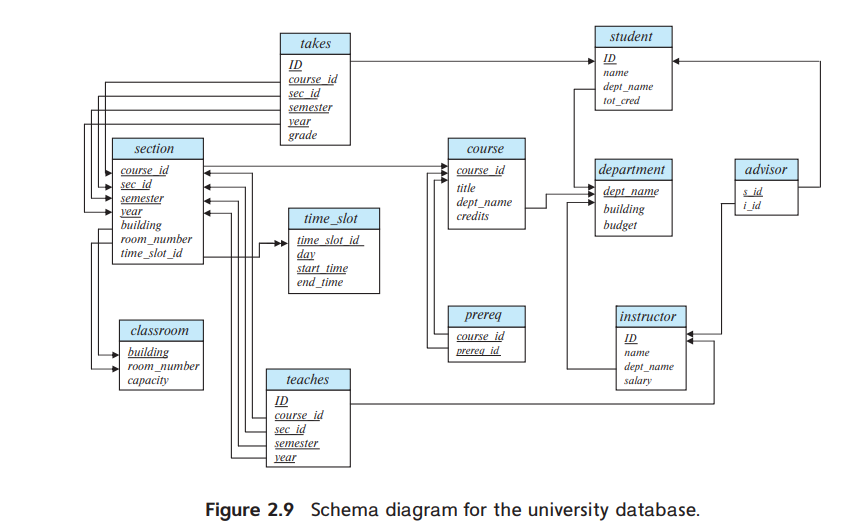 takes
ID
course_id
sec_id
semester
year
grade
student
ID
name
dept_name
tot_cred
section
course_id
sec_id
semester
year
building
room_number
time_slot_id
course
course_id
title
dept_name
credits
department
dept_name
building
budget
advisor
s_id
i_id
time_slot
time_slot_id
day
start_time
end_time
prereq
course_id
prereq_id
instructor
ID
name
dept_name
salary
classroom
building
room_number
capacity
teaches
ID
course_id
sec_id
semester
year
Figure 2.9 Schema diagram for the university database.